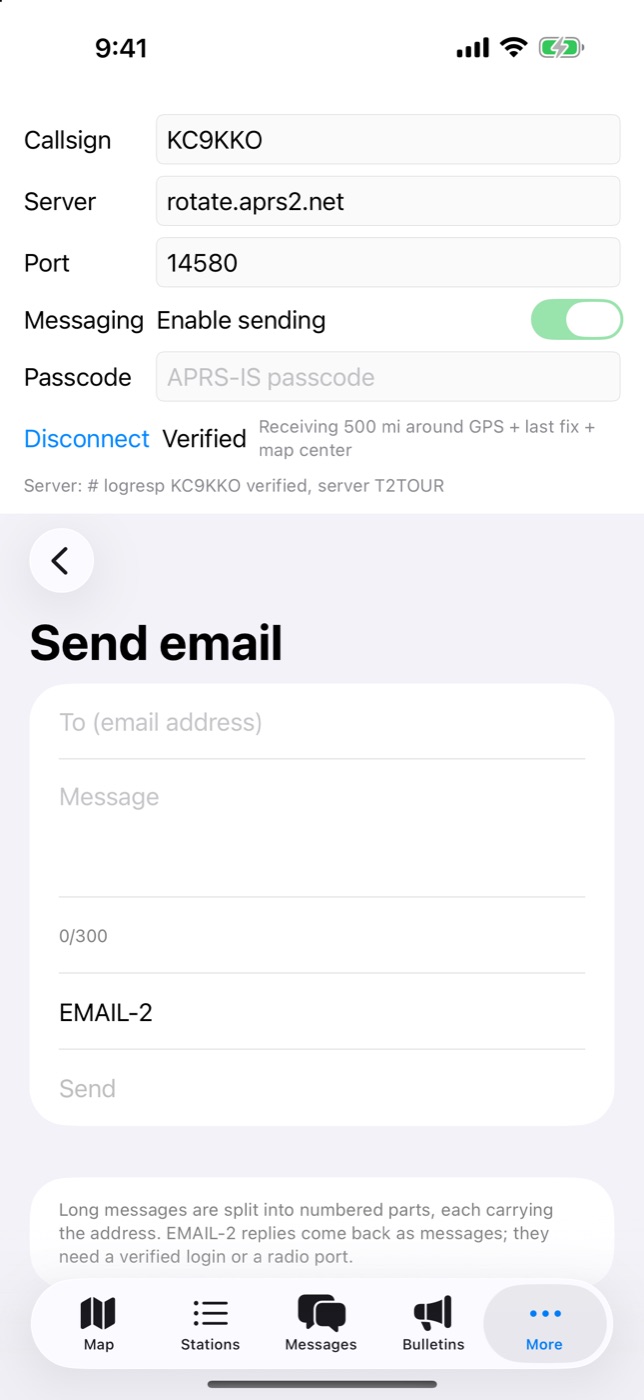 9:41
Callsign KC9KKO
Server rotate.aprs2.net
Port 14580
Messaging Enable sending
Passcode APRS-IS passcode
Disconnect Verified Receiving 500 mi around GPS + last fix +
map center
Server: # logresp KC9KKO verified, server T2TOUR
Send email
To (email address)
Message
0/300
EMAIL-2
Send
Long messages are split into numbered parts, each carrying
the address. EMAIL-2 replies come back as messages; they
need a verified login or a radio port.
Map Stations Messages Bulletins More